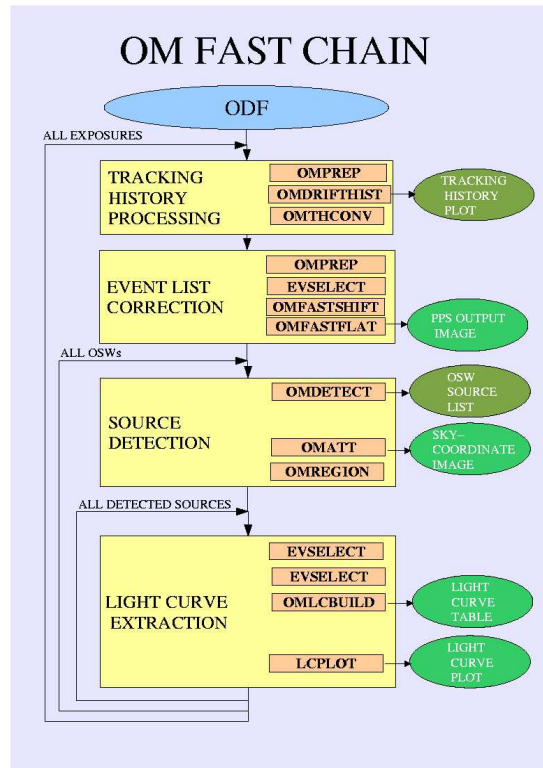 OM FAST CHAIN
ODF
ALL EXPOSURES
TRACKING
HISTORY
PROCESSING
OMPREP
OMDRIFTHIST
OMTHCONV
TRACKING
HISTORY
PLOT
EVENT LIST
CORRECTION
OMPREP
EVSELECT
OMFASTSHIFT
OMFASTFLAT
PPS OUTPUT
IMAGE
ALL OSWs
SOURCE
DETECTION
OMDETECT
OMATT
OMREGION
OSW
SOURCE
LIST
SKY-
COORDINATE
IMAGE
ALL DETECTED SOURCES
LIGHT CURVE
EXTRACTION
EVSELECT
EVSELECT
OMLCBUILD
LCPLOT
LIGHT
CURVE
TABLE
LIGHT
CURVE
PLOT